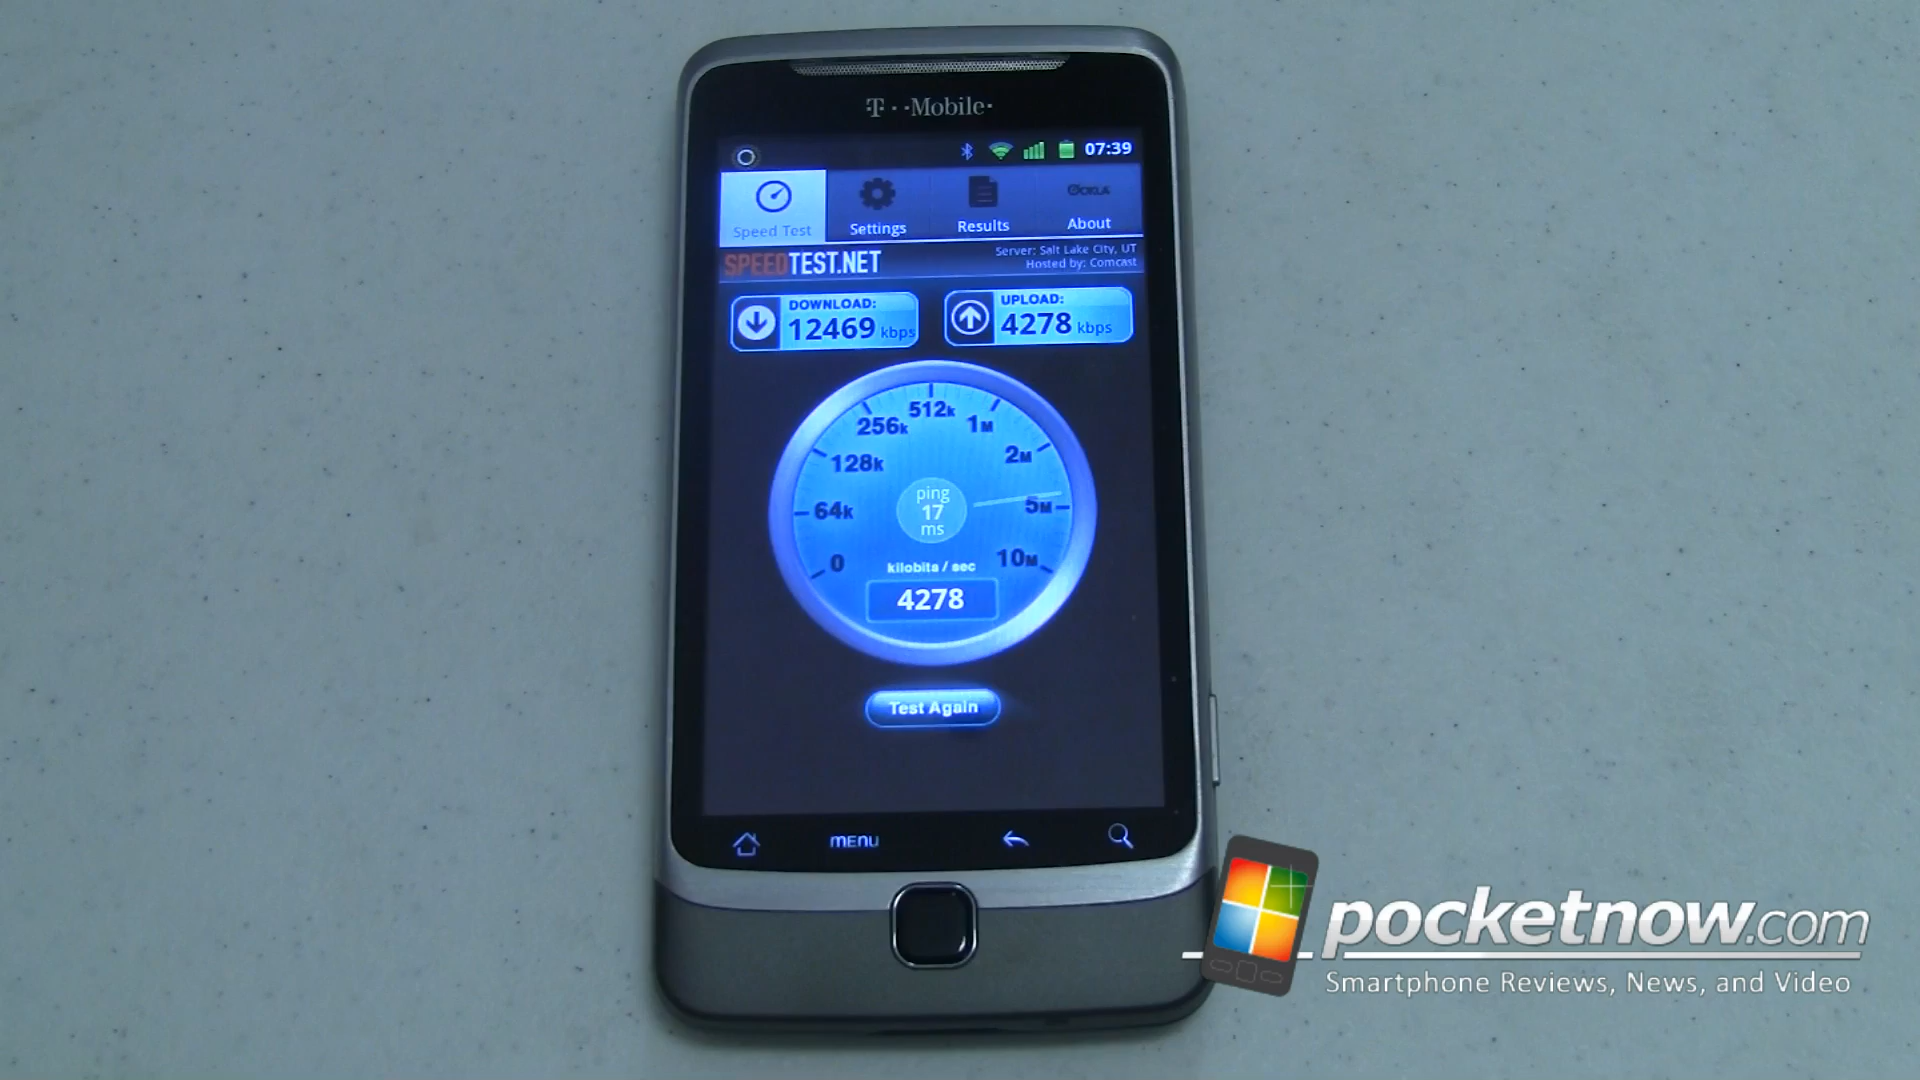 T··Mobile·
07:39
Speed Test
Settings
Results
OOKLA
About
SPEEDTEST.NET
Server: Salt Lake City, UT
Hosted by: Comcast
DOWNLOAD:
12469 kbps
UPLOAD:
4278 kbps
512k
256k
1M
128k
2M
ping
17
ms
64k
5M
0
10M
kilobits / sec
4278
Test Again
MENU
pocketnow.com
Smartphone Reviews, News, and Video